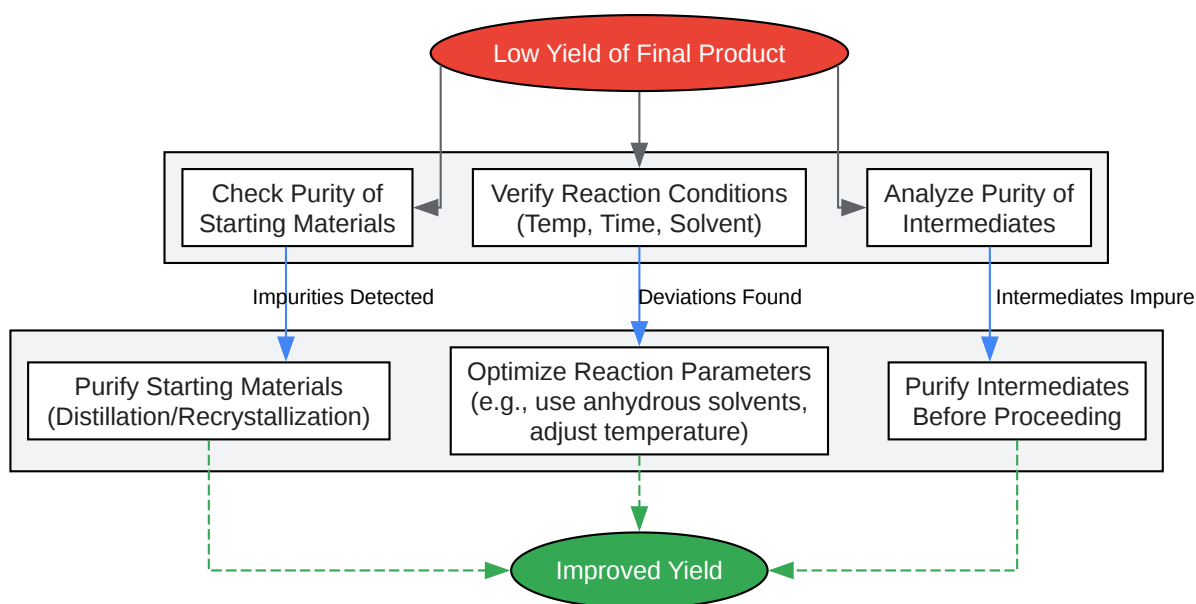 Low Yield of Final Product
Check Purity of
Starting Materials
Verify Reaction Conditions
(Temp, Time, Solvent)
Analyze Purity of
Intermediates
Impurities Detected
Deviations Found
Intermediates Impure
Purify Starting Materials
(Distillation/Recrystallization)
Optimize Reaction Parameters
(e.g., use anhydrous solvents,
adjust temperature)
Purify Intermediates
Before Proceeding
Improved Yield